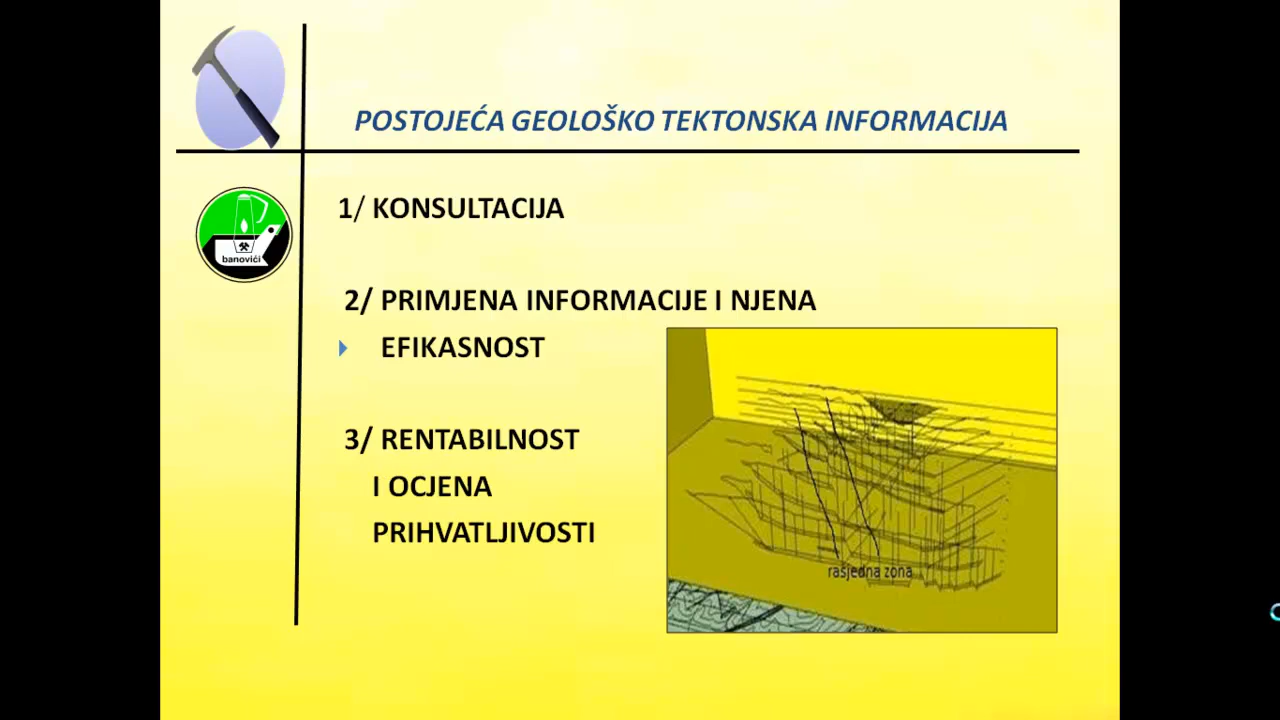 POSTOJEĆA GEOLOŠKO TEKTONSKA INFORMACIJA
banovići
1/ KONSULTACIJA
2/ PRIMJENA INFORMACIJE I NJENA
EFIKASNOST
3/ RENTABILNOST
I OCJENA
PRIHVATLJIVOSTI
rasjedna zona